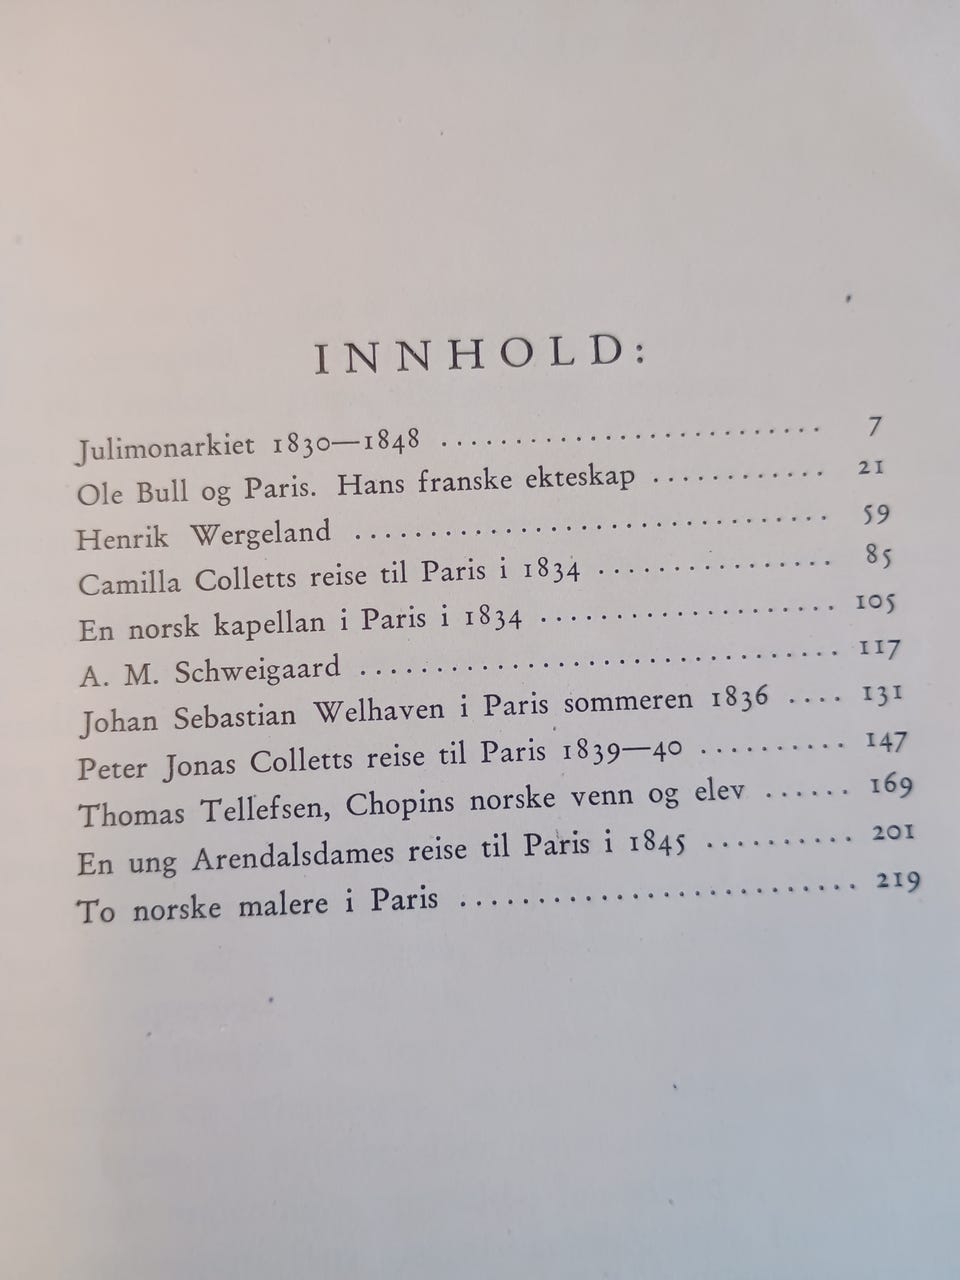 INNHOLD:
Julimonarkiet 1830—1848 .......................... 7
Ole Bull og Paris. Hans franske ekteskap ........... 21
Henrik Wergeland .............................. 59
Camilla Colletts reise til Paris i 1834 ................ 85
En norsk kapellan i Paris i 1834 ................... 105
A. M. Schweigaard .............................. 117
Johan Sebastian Welhaven i Paris sommeren 1836 .... 131
Peter Jonas Colletts reise til Paris 1839—40 .......... 147
Thomas Tellefsen, Chopins norske venn og elev ...... 169
En ung Arendalsdames reise til Paris i 1845 .......... 201
To norske malere i Paris ......................... 219